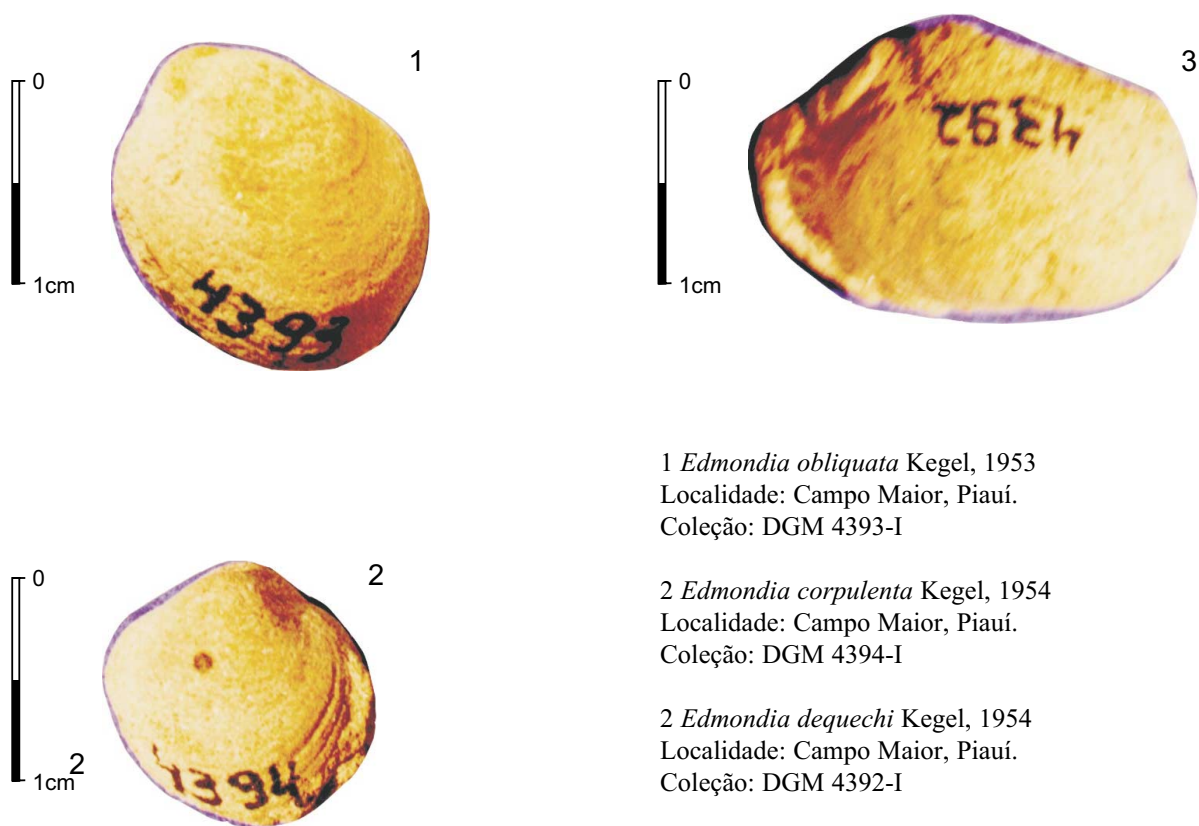 1
0
1cm
4393
3
0
1cm
4392
2
0
1cm
2
4394
1 Edmondia obliquata Kegel, 1953
Localidade: Campo Maior, Piauí.
Coleção: DGM 4393-I
2 Edmondia corpulenta Kegel, 1954
Localidade: Campo Maior, Piauí.
Coleção: DGM 4394-I
2 Edmondia dequechi Kegel, 1954
Localidade: Campo Maior, Piauí.
Coleção: DGM 4392-I